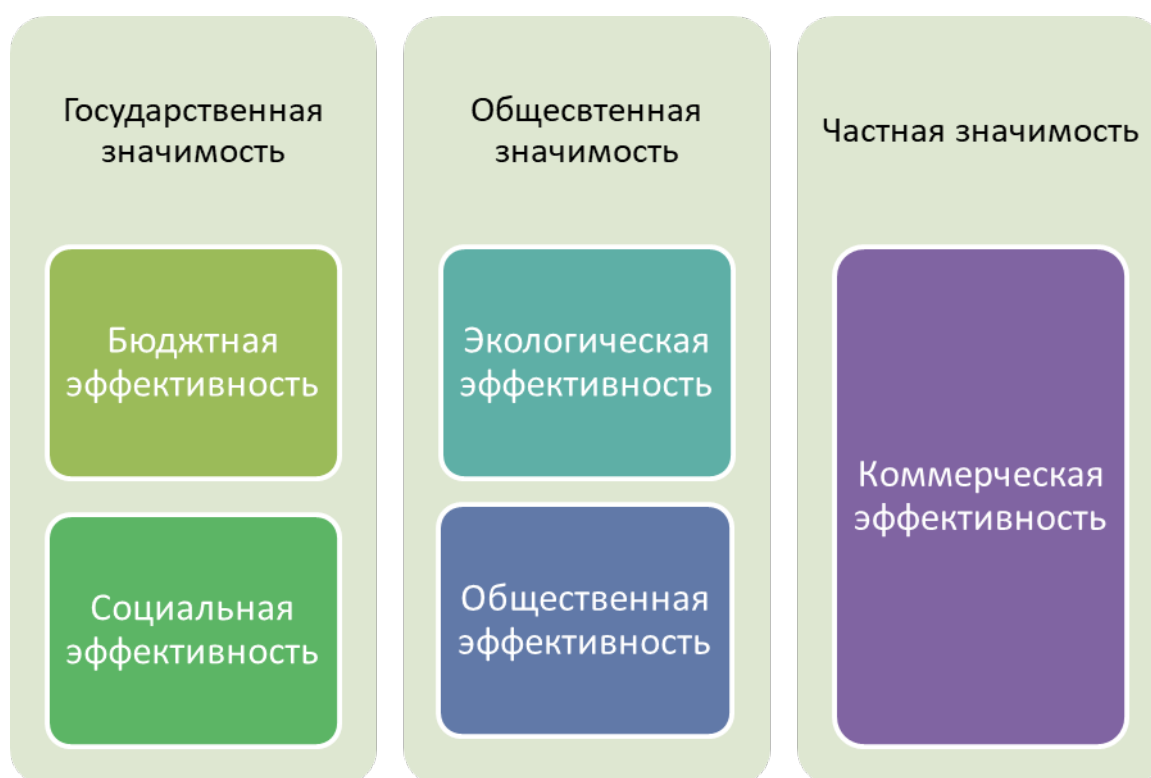 Государственная
значимость
Бюджтная
эффективность
Социальная
эффективность
Общесвтенная
значимость
Экологическая
эффективность
Общественная
эффективность
Частная значимость
Коммерческая
эффективность